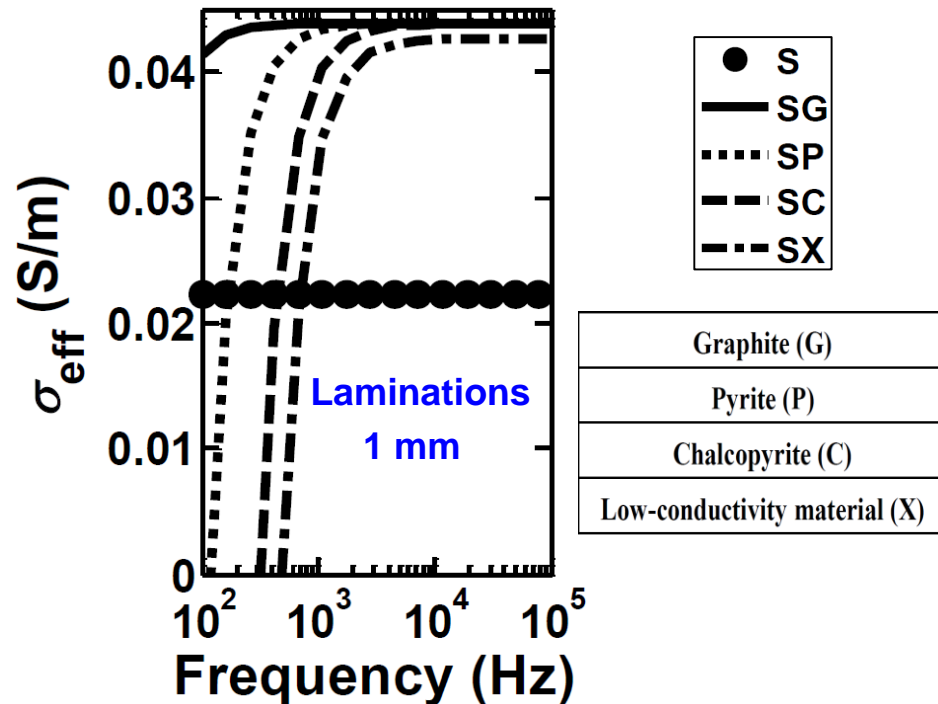 0.04
0.03
0.02
0.01
0
σeff (S/m)
10^2 10^3 10^4 10^5
Frequency (Hz)
Laminations
1 mm
S
SG
SP
SC
SX
Graphite (G)
Pyrite (P)
Chalcopyrite (C)
Low-conductivity material (X)